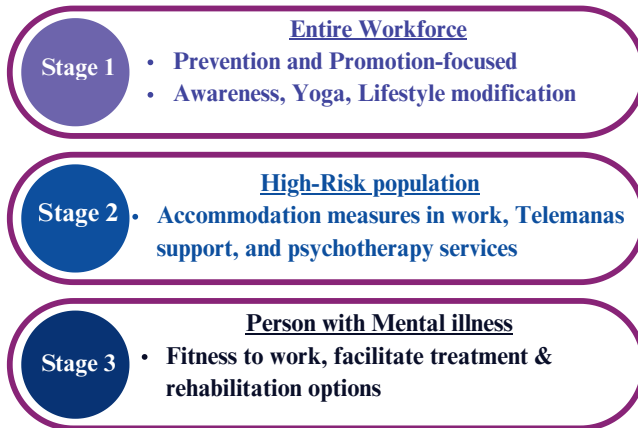 Stage 1
Entire Workforce
• Prevention and Promotion-focused
• Awareness, Yoga, Lifestyle modification
Stage 2
High-Risk population
• Accommodation measures in work, Telemanas
support, and psychotherapy services
Stage 3
Person with Mental illness
• Fitness to work, facilitate treatment &
rehabilitation options